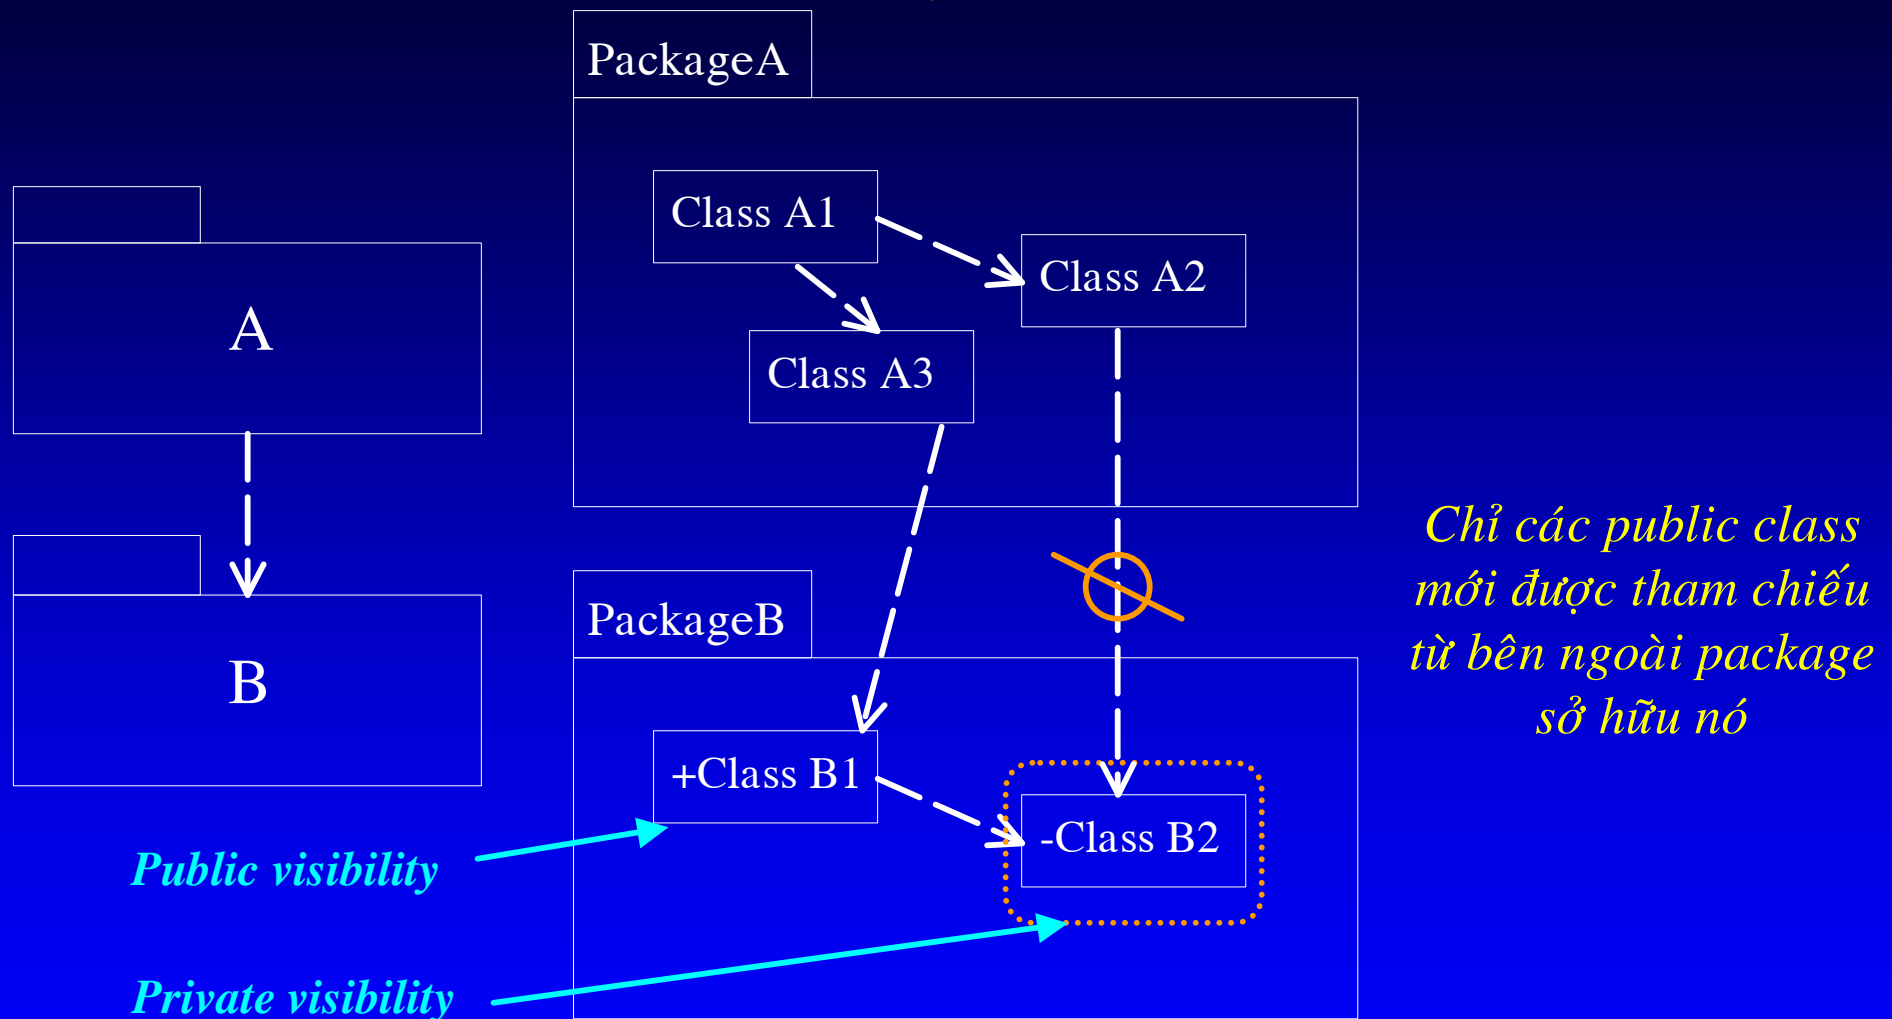 PackageA
Class A1
Class A2
Class A3
A
B
PackageB
+Class B1
-Class B2
Chỉ các public class
mới được tham chiếu
từ bên ngoài package
sở hữu nó
Public visibility
Private visibility